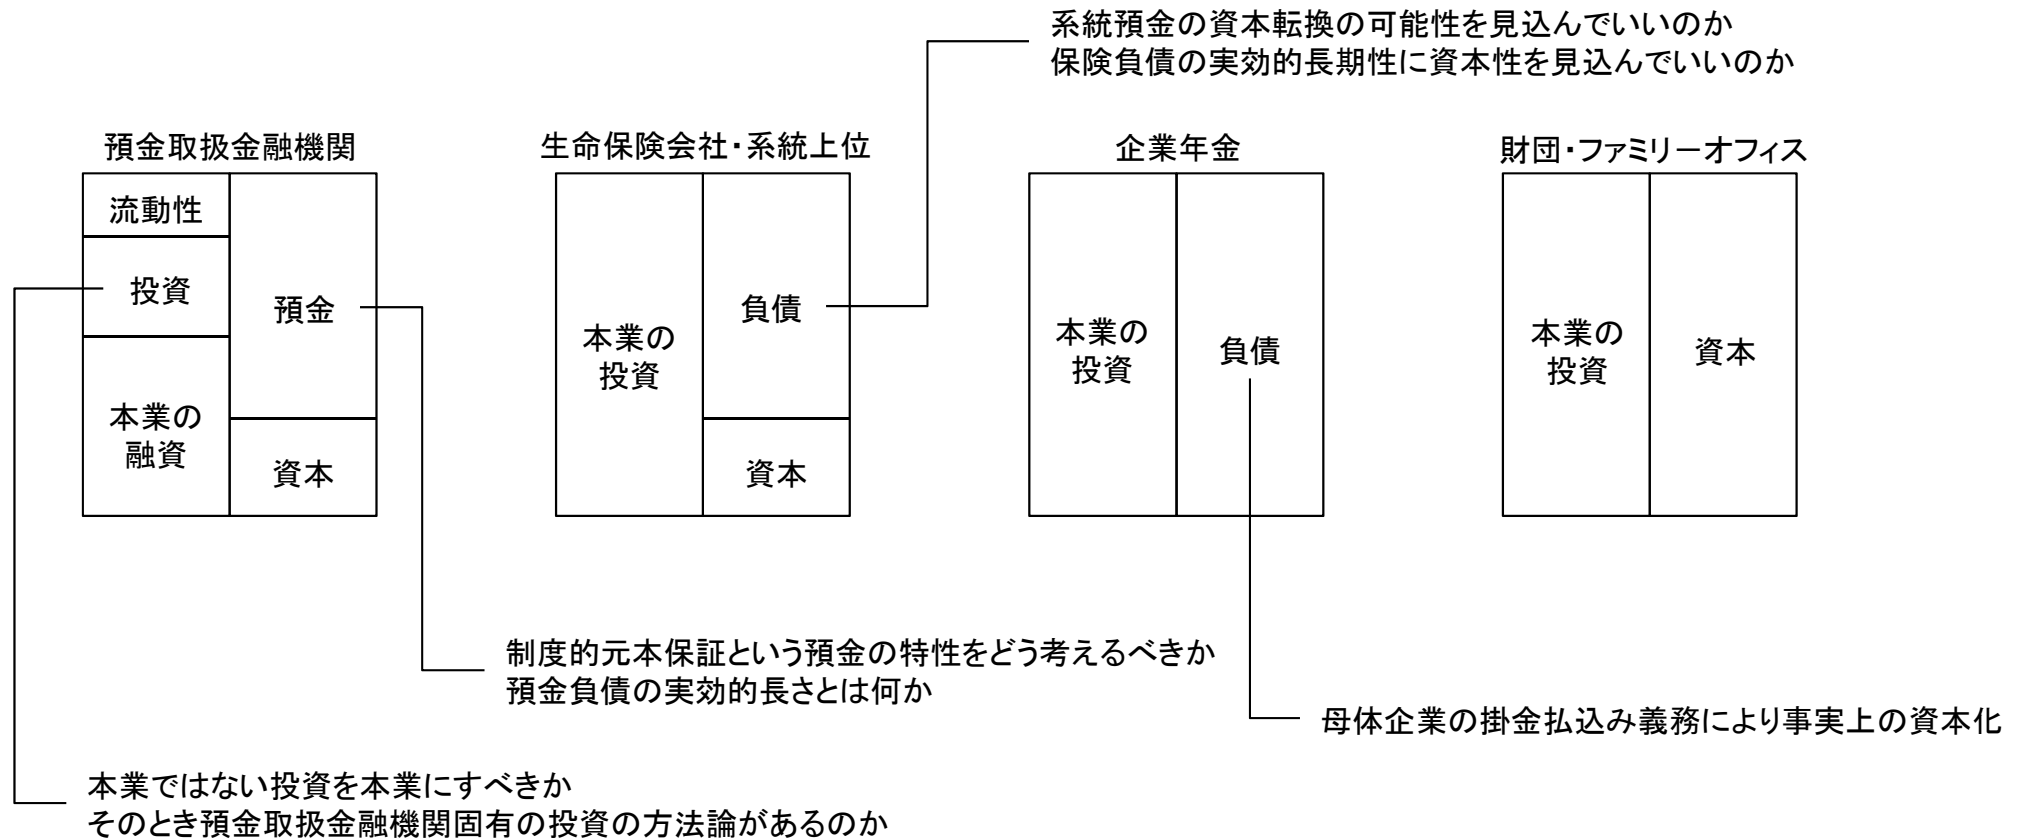 系統預金の資本転換の可能性を見込んでいいのか
保険負債の実効的長期性に資本性を見込んでいいのか
預金取扱金融機関
流動性
投資
本業の
融資
預金
資本
生命保険会社・系統上位
本業の
投資
負債
資本
企業年金
本業の
投資
負債
財団・ファミリーオフィス
本業の
投資
資本
制度的元本保証という預金の特性をどう考えるべきか
預金負債の実効的長さとは何か
母体企業の掛金払込み義務により事実上の資本化
本業ではない投資を本業にすべきか
そのとき預金取扱金融機関固有の投資の方法論があるのか